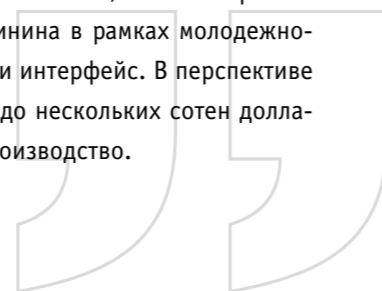 инина в рамках молодежно-
и интерфейс. В перспективе
до нескольких сотен долла-
оизводство.